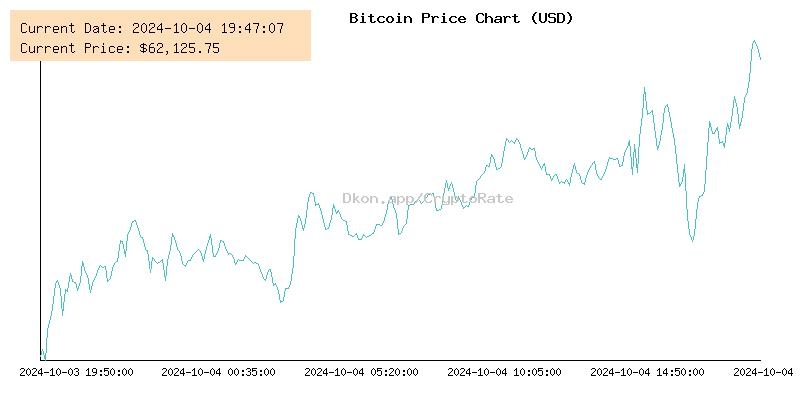 Bitcoin Price Chart (USD)
Current Date: 2024-10-04 19:47:07
Current Price: $62,125.75
Dkon.app/CryptoRate
2024-10-03 19:50:00 2024-10-04 00:35:00 2024-10-04 05:20:00 2024-10-04 10:05:00 2024-10-04 14:50:00 2024-10-04